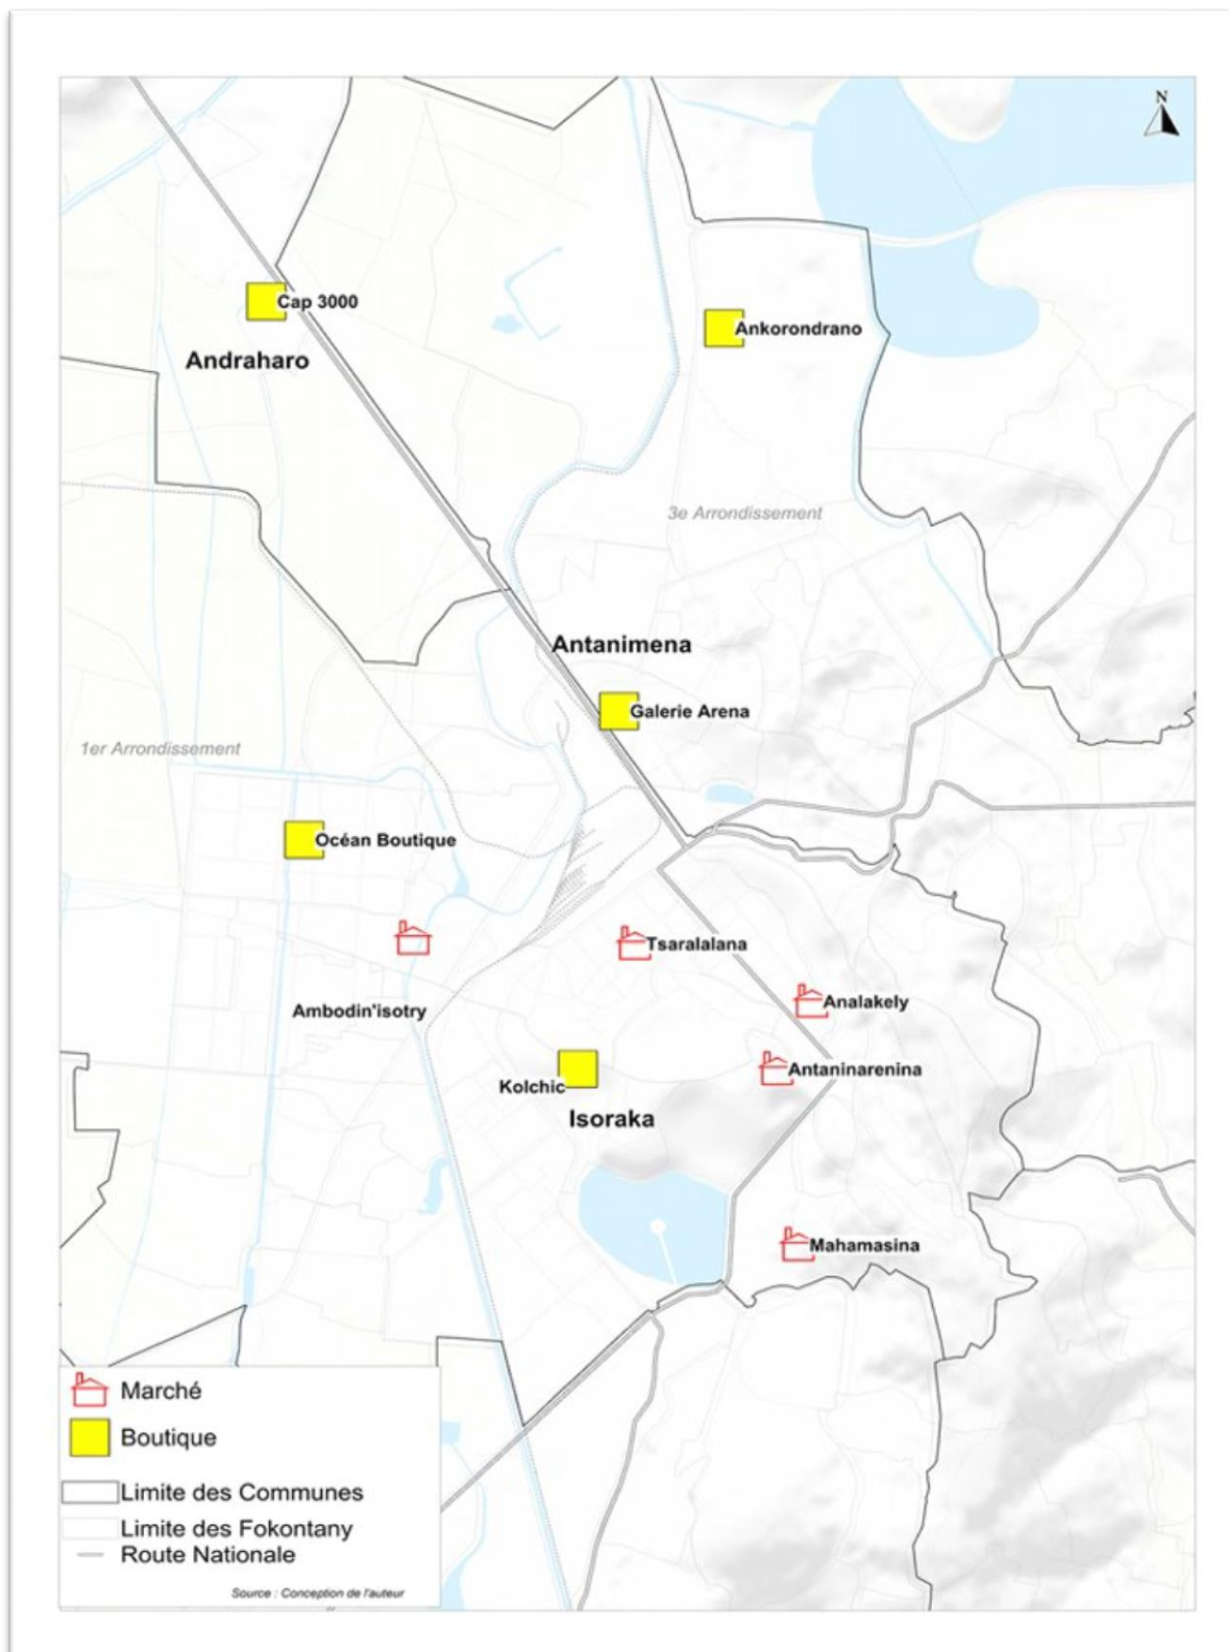 N
Cap 3000
Ankorondrano
Andraharo
3e Arrondissement
Antanimena
Galerie Arena
1er Arrondissement
Océan Boutique
Tsaralalana
Analakely
Ambodin'isotry
Antaninarenina
Kolchic
Isoraka
Mahamasina
Marché
Boutique
Limite des Communes
Limite des Fokontany
Route Nationale
Source : Conception de l'auteur